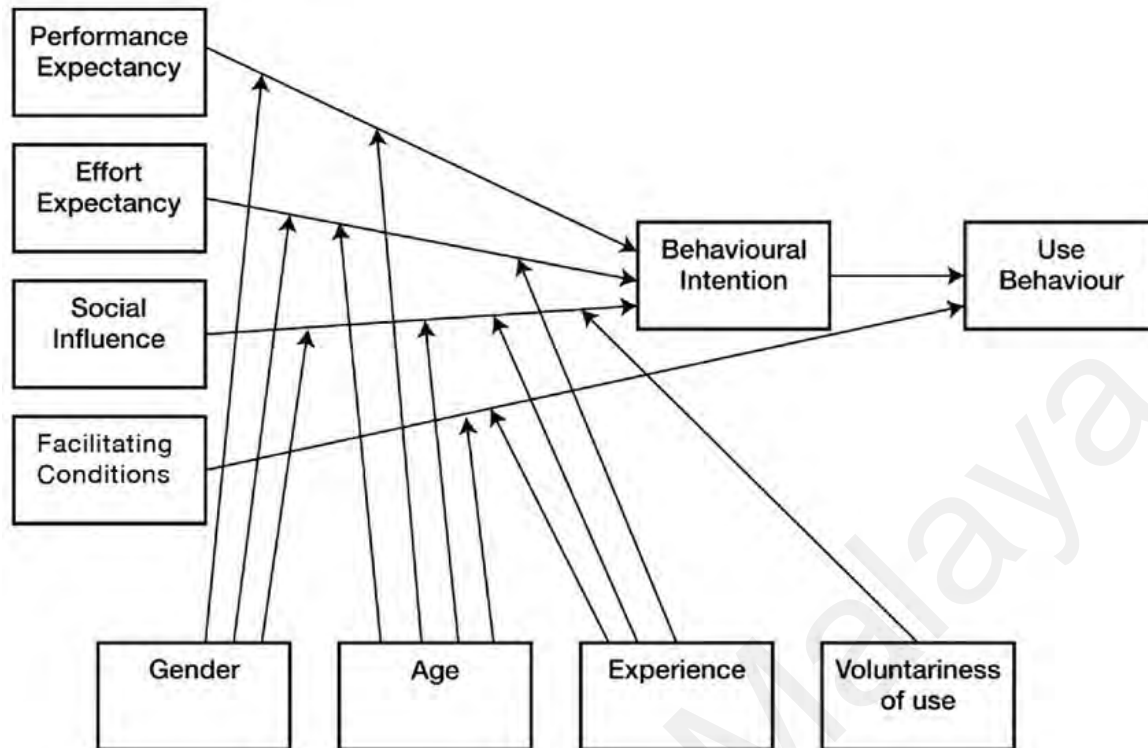 Performance
Expectancy
Effort
Expectancy
Social
Influence
Facilitating
Conditions
Behavioural
Intention
Use
Behaviour
Gender
Age
Experience
Voluntariness
of use
Malaya